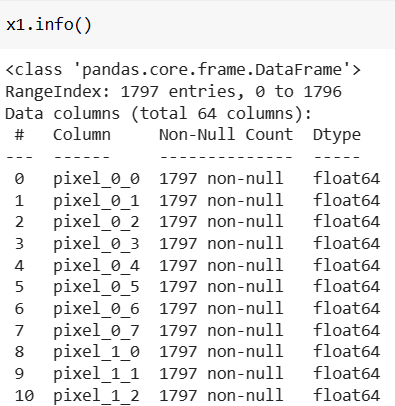 x1.info()
<class 'pandas.core.frame.DataFrame'>
RangeIndex: 1797 entries, 0 to 1796
Data columns (total 64 columns):
 #   Column     Non-Null Count  Dtype
---  ------     --------------  -----
 0   pixel_0_0  1797 non-null   float64
 1   pixel_0_1  1797 non-null   float64
 2   pixel_0_2  1797 non-null   float64
 3   pixel_0_3  1797 non-null   float64
 4   pixel_0_4  1797 non-null   float64
 5   pixel_0_5  1797 non-null   float64
 6   pixel_0_6  1797 non-null   float64
 7   pixel_0_7  1797 non-null   float64
 8   pixel_1_0  1797 non-null   float64
 9   pixel_1_1  1797 non-null   float64
 10  pixel_1_2  1797 non-null   float64